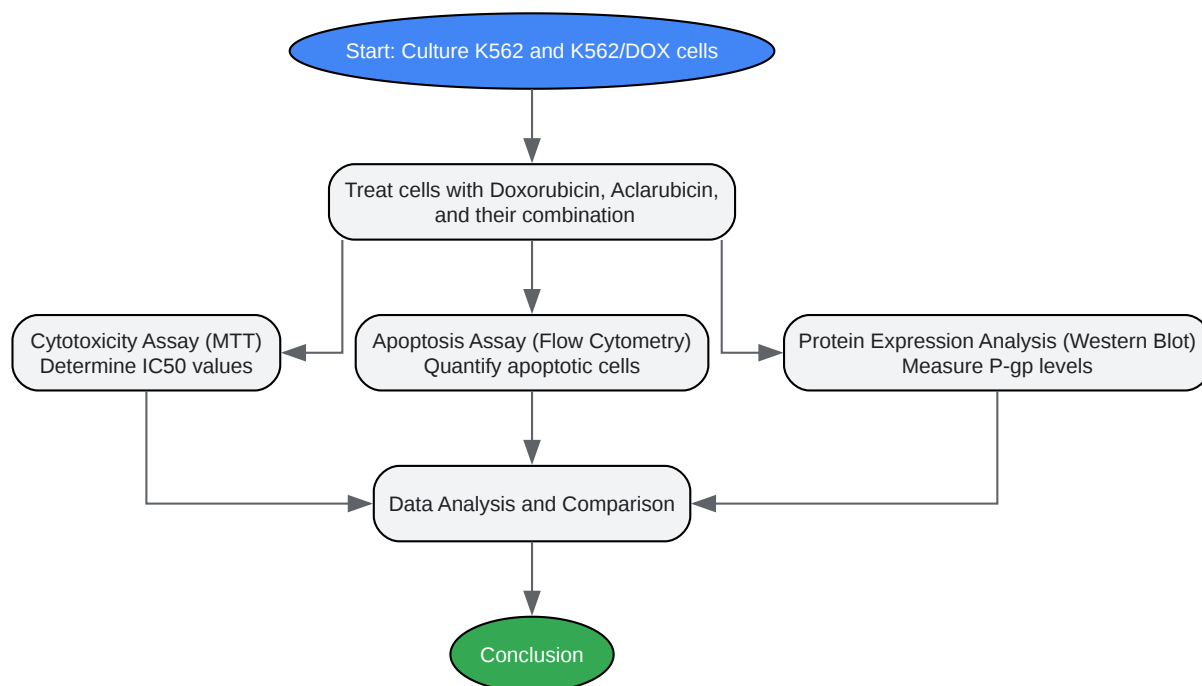 Start: Culture K562 and K562/DOX cells
Treat cells with Doxorubicin, Aclarubicin,
and their combination
Cytotoxicity Assay (MTT)
Determine IC50 values
Apoptosis Assay (Flow Cytometry)
Quantify apoptotic cells
Protein Expression Analysis (Western Blot)
Measure P-gp levels
Data Analysis and Comparison
Conclusion